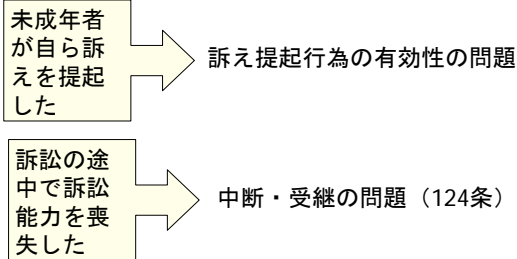 未成年者
が自ら訴
えを提起
した
訴え提起行為の有効性の問題
訴訟の途
中で訴訟
能力を喪
失した
中断・受継の問題（124条）